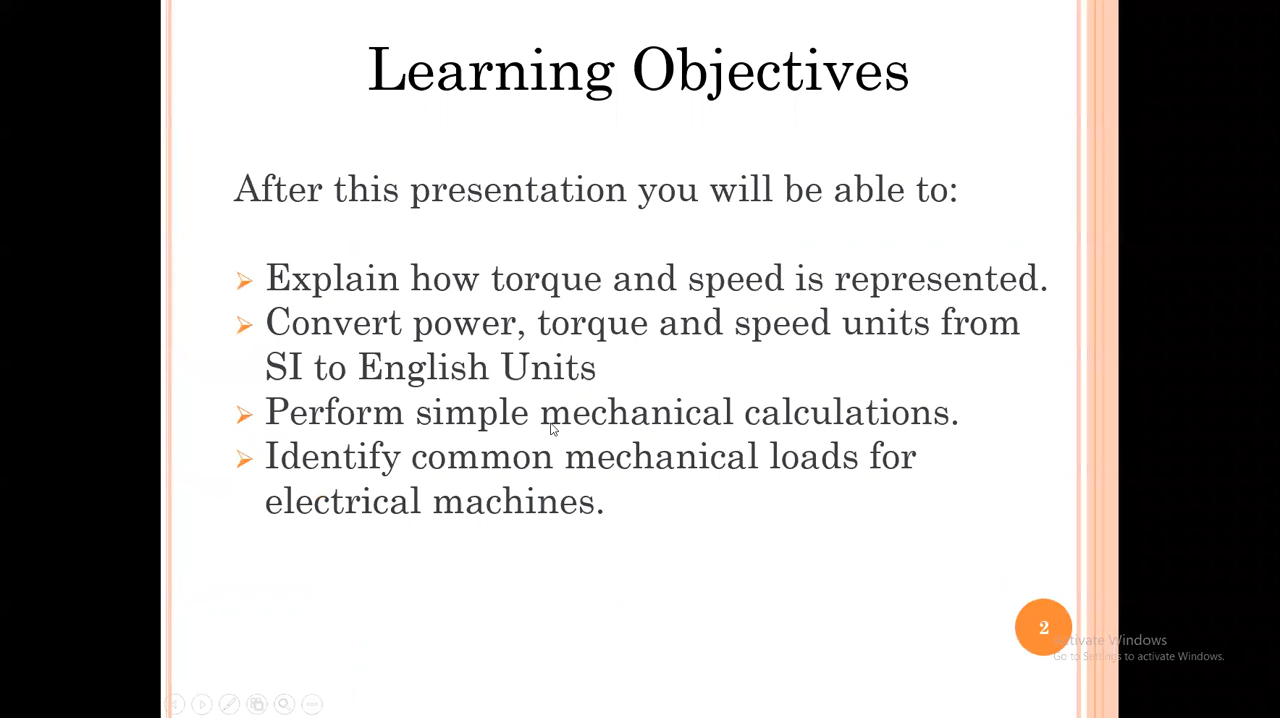 Learning Objectives
After this presentation you will be able to:
Explain how torque and speed is represented.
Convert power, torque and speed units from
SI to English Units
Perform simple mechanical calculations.
Identify common mechanical loads for
electrical machines.
2
Activate Windows
Go to Settings to activate Windows.